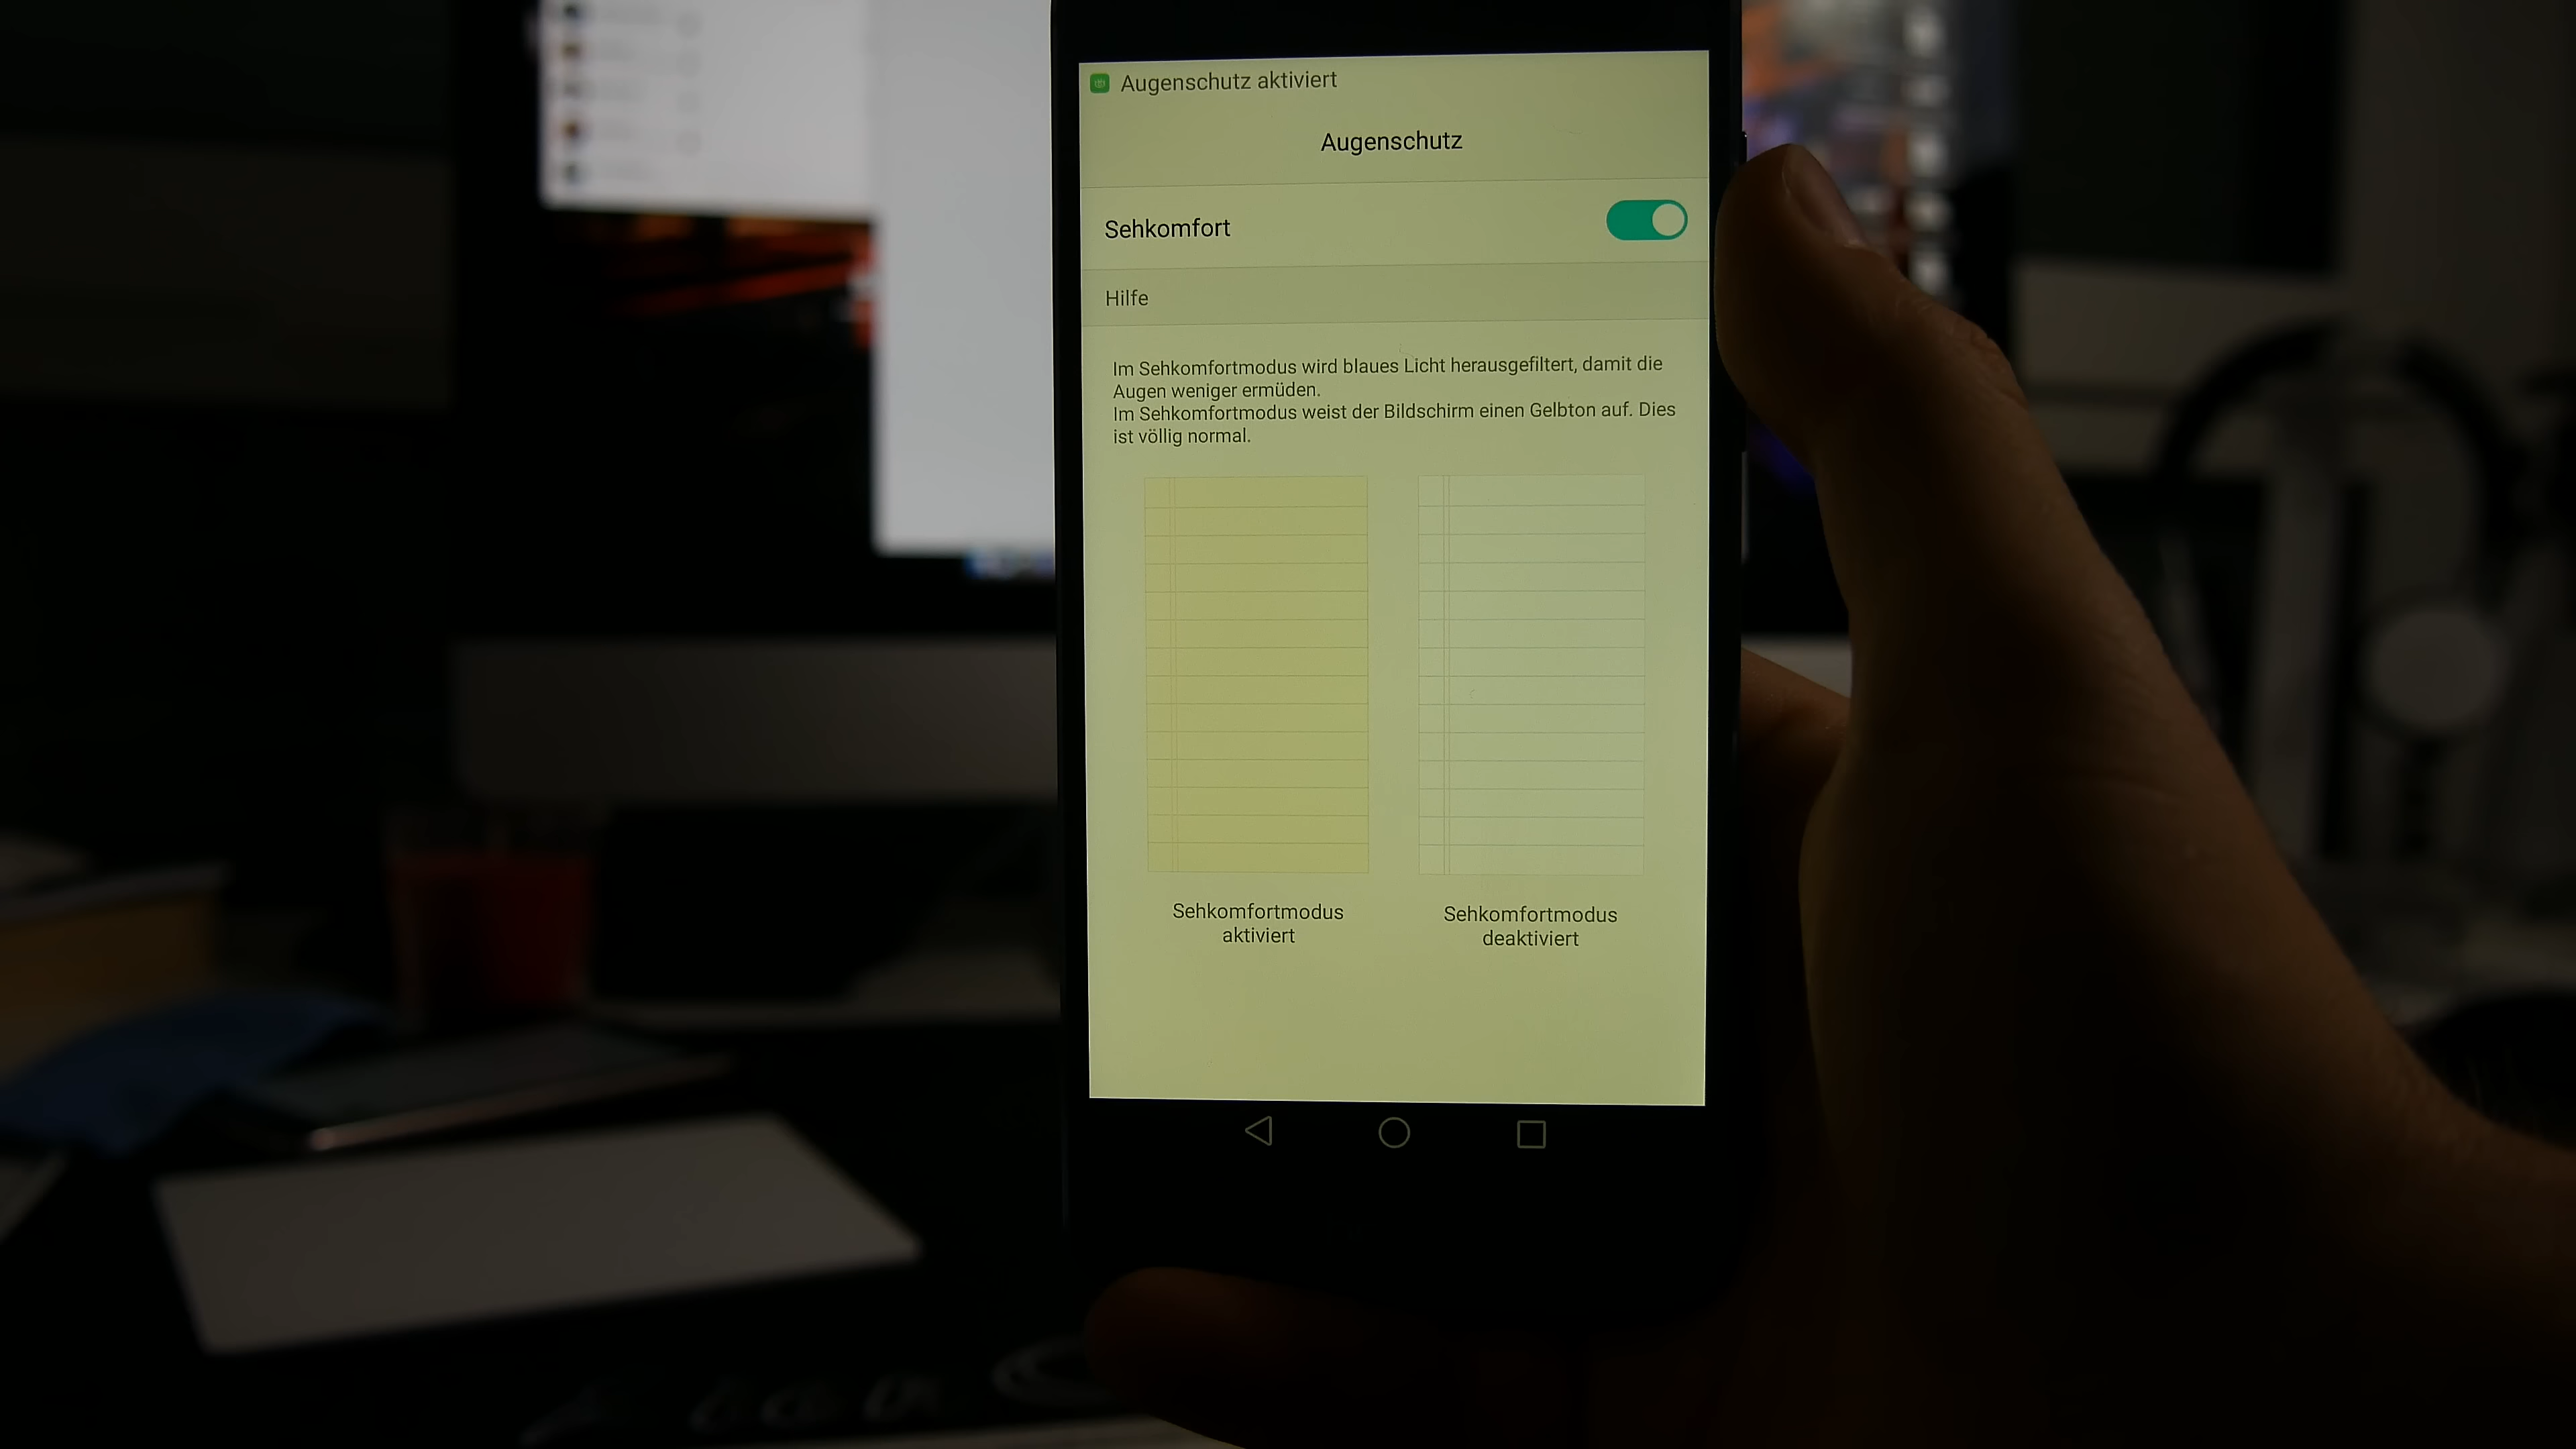 Augenschutz aktiviert
Augenschutz
Sehkomfort
Hilfe
Im Sehkomfortmodus wird blaues Licht herausgefiltert, damit die
Augen weniger ermüden.
Im Sehkomfortmodus weist der Bildschirm einen Gelbton auf. Dies
ist völlig normal.
Sehkomfortmodus
aktiviert
Sehkomfortmodus
deaktiviert